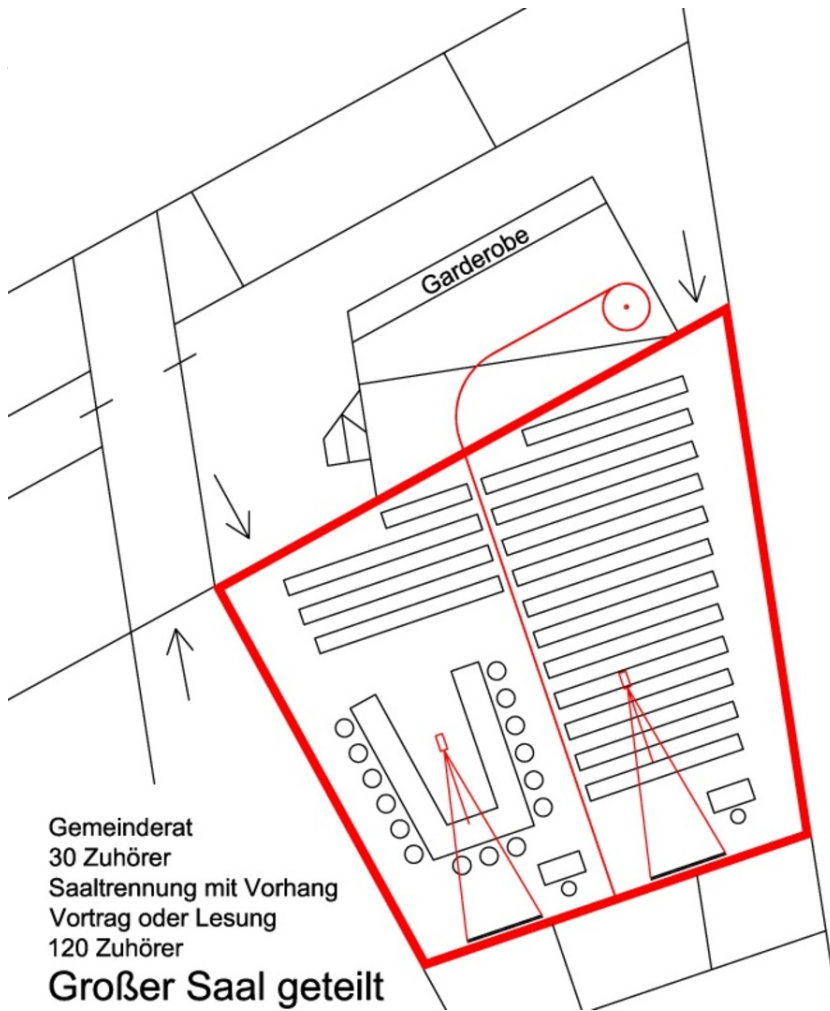 Garderobe
Gemeinderat
30 Zuhörer
Saaltrennung mit Vorhang
Vortrag oder Lesung
120 Zuhörer
Großer Saal geteilt